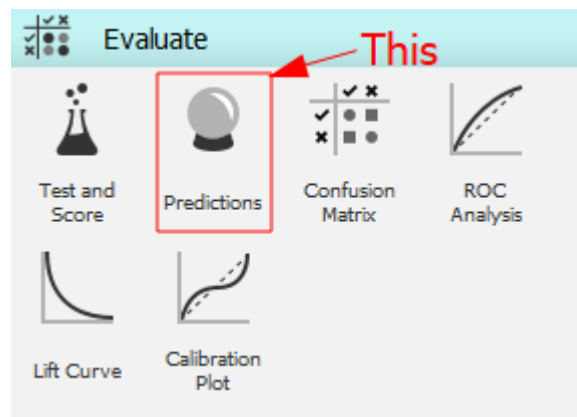 Evaluate
This
Test and
Score
Predictions
Confusion
Matrix
ROC
Analysis
Lift Curve
Calibration
Plot